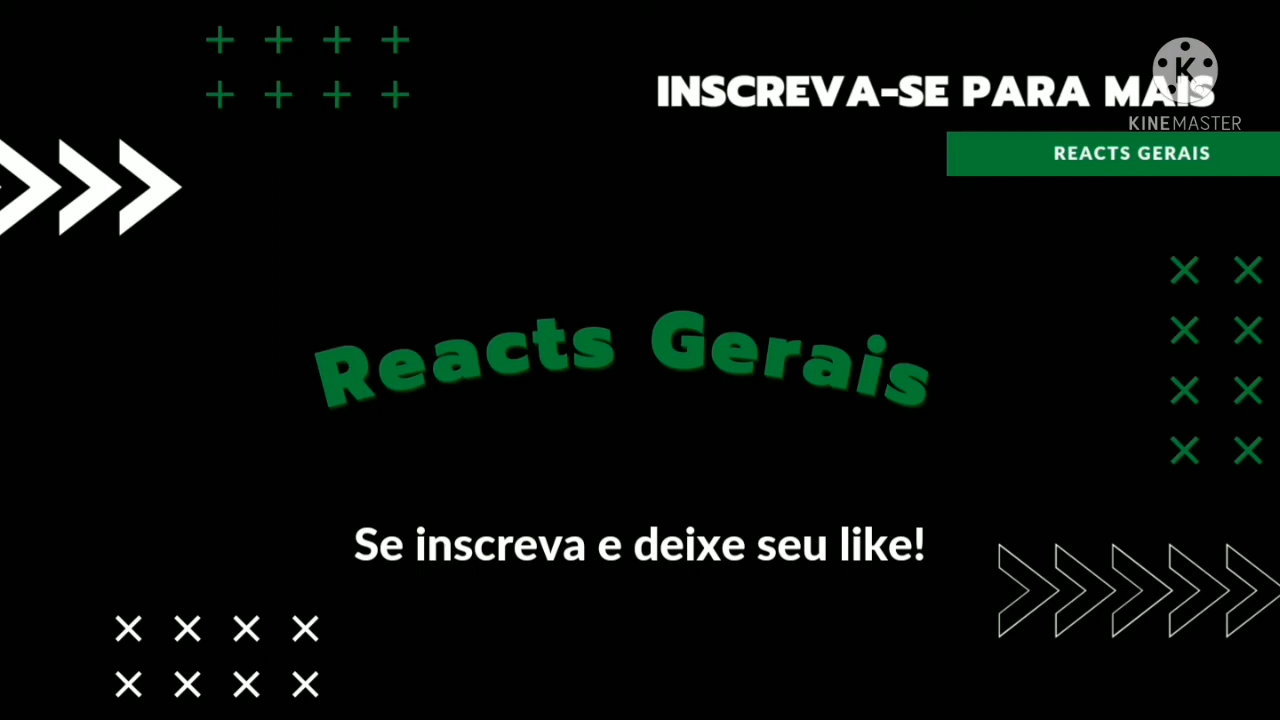 INSCREVA-SE PARA MAIS
KINEMASTER
REACTS GERAIS
Reacts Gerais
Se inscreva e deixe seu like!